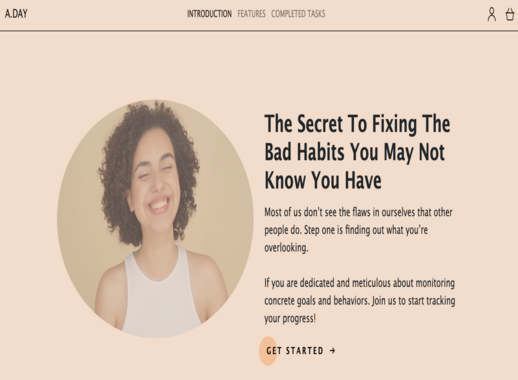 A.DAY
INTRODUCTION FEATURES COMPLETED TASKS
The Secret To Fixing The
Bad Habits You May Not
Know You Have
Most of us don't see the flaws in ourselves that other
people do. Step one is finding out what you're
overlooking.
If you are dedicated and meticulous about monitoring
concrete goals and behaviors. Join us to start tracking
your progress!
GET STARTED →